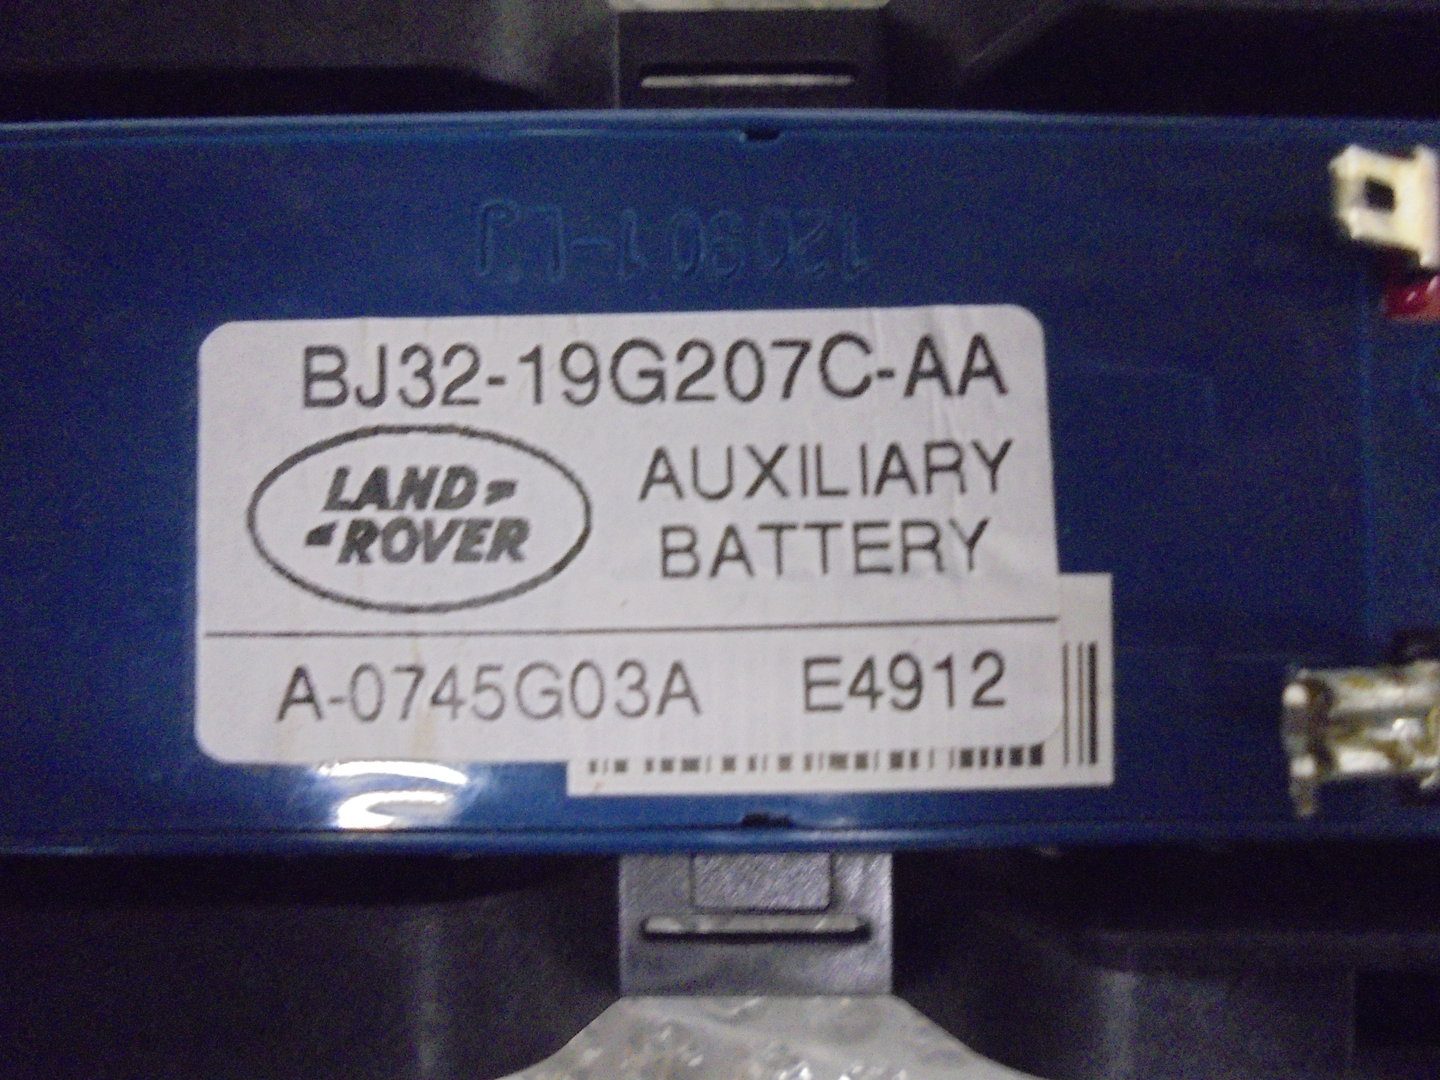 BJ32-19G207C-AA
LAND
ROVER
AUXILIARY
BATTERY
A-0745G03A E4912